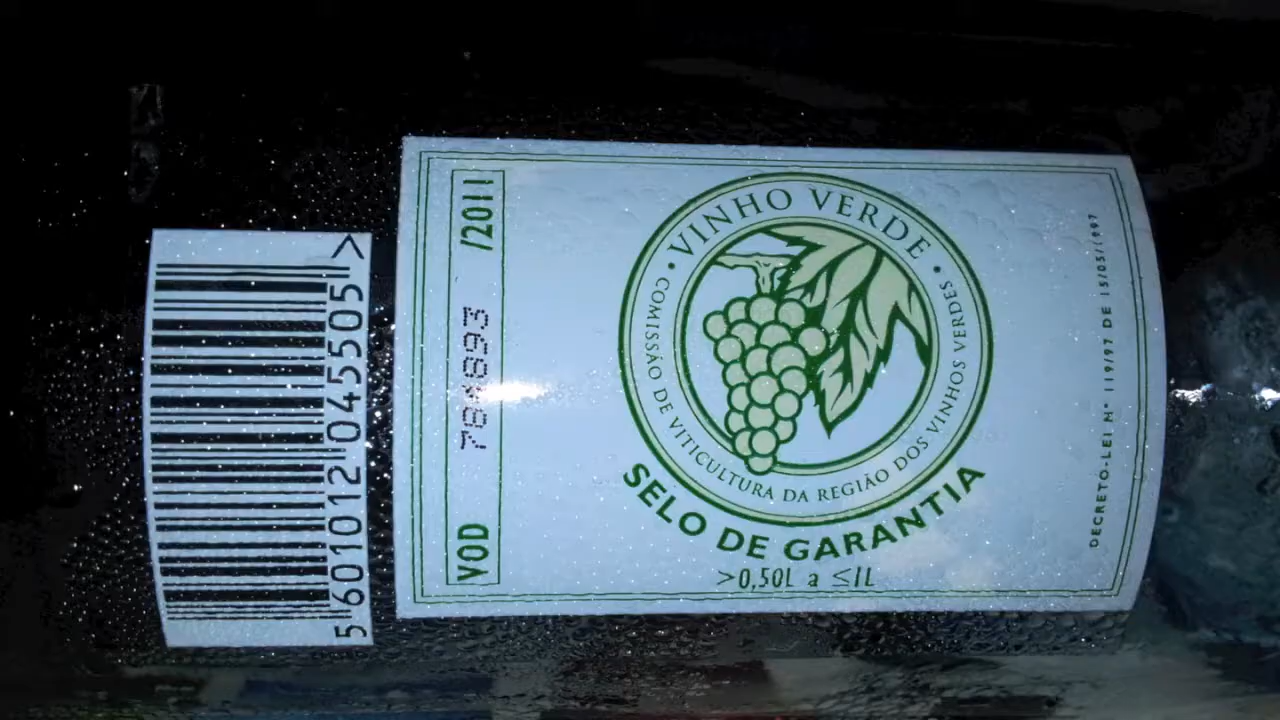 VINHO VERDE
• COMISSÃO DE VITICULTURA DA REGIÃO DOS VINHOS VERDES •
SELO DE GARANTIA
>0,50L a ≤1L
VOD /2011
DECRETO-LEI Nº 119/97 DE 15/05/1997
5 601012 045505 >